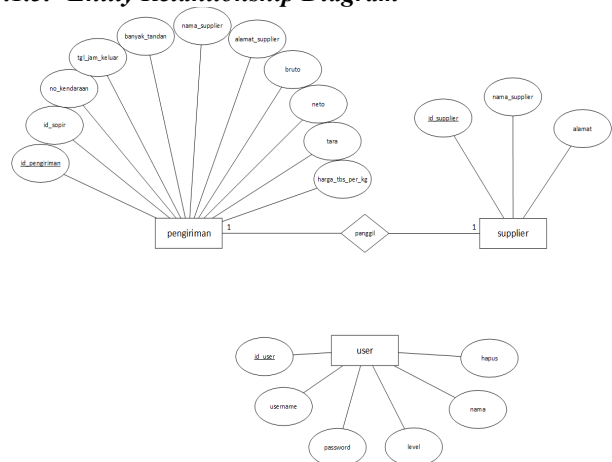 Entity Relationship Diagram
nama_supplier
banyak_tandan
alamat_supplier
tgl_jam_keluar
bruto
no_kendaraan
neto
id_sopir
tara
id_pengiriman
harga_tbs_per_kg
nama_supplier
id_supplier
alamat
pengiriman
1
panggil
1
supplier
user
id_user
hapus
username
nama
password
level